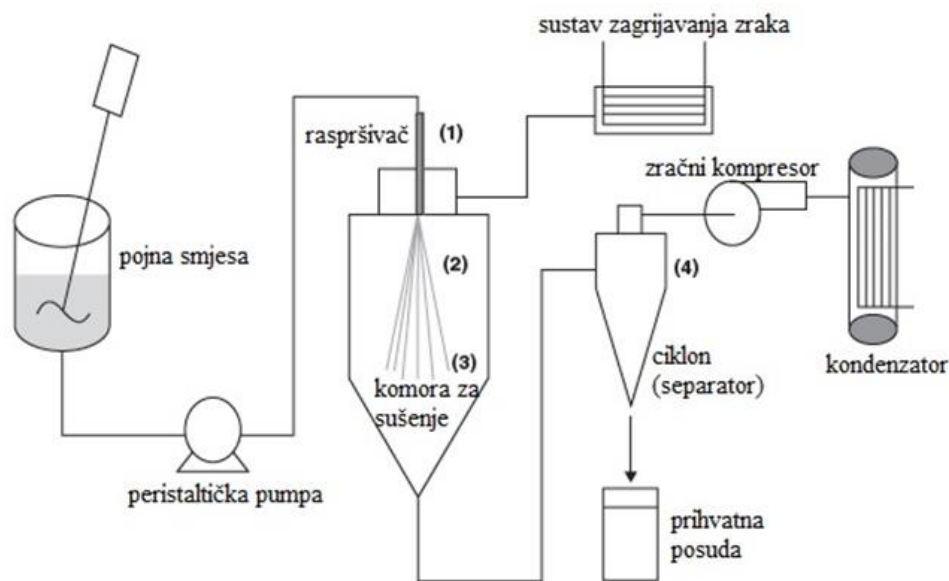 sustav zagrijavanja zraka
raspršivač
(1)
zračni kompresor
pojna smjesa
(2)
(4)
(3)
komora za
sušenje
ciklon
(separator)
kondenzator
peristaltička pumpa
prihvatna
posuda